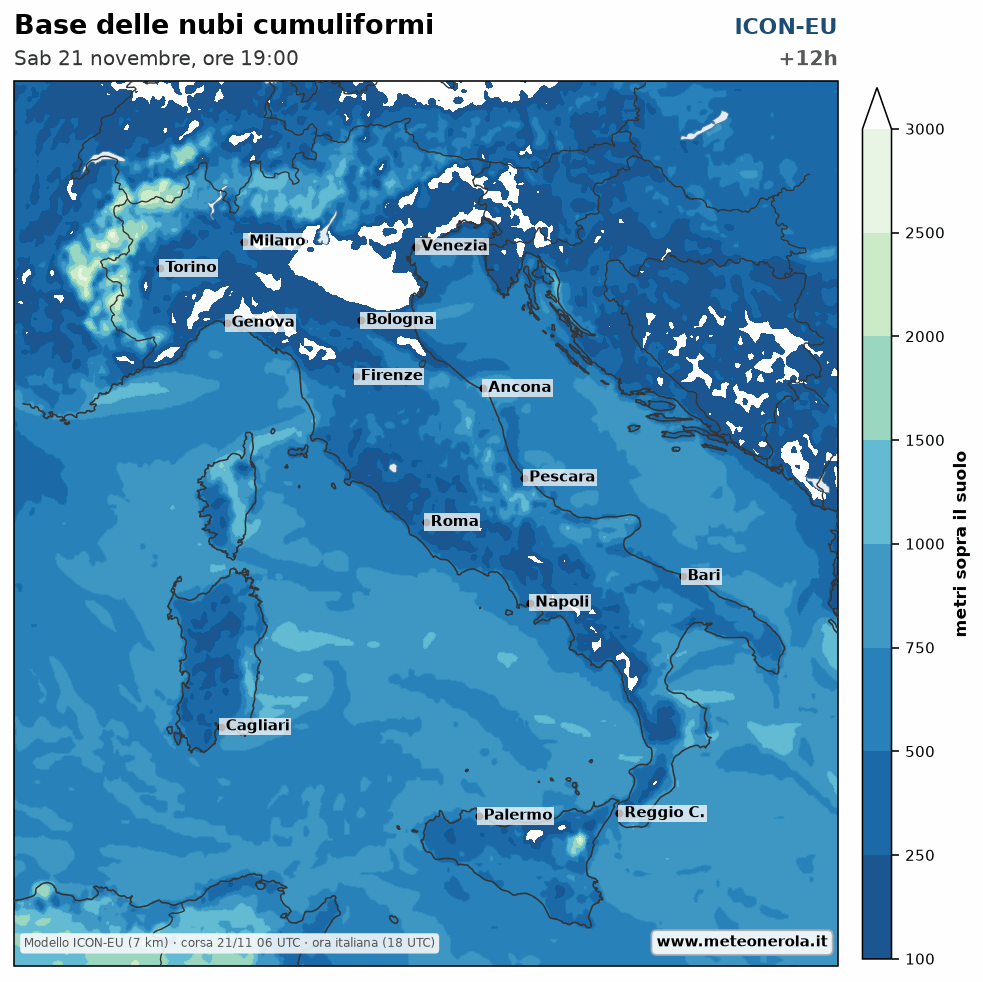 Base delle nubi cumuliformi
ICON-EU
Sab 21 novembre, ore 19:00
+12h
3000
2500
2000
1500
1000
750
500
250
100
metri sopra il suolo
Milano
Venezia
Torino
Genova
Bologna
Firenze
Ancona
Pescara
Roma
Bari
Napoli
Cagliari
Palermo
Reggio C.
Modello ICON-EU (7 km) · corsa 21/11 06 UTC · ora italiana (18 UTC)
www.meteonerola.it